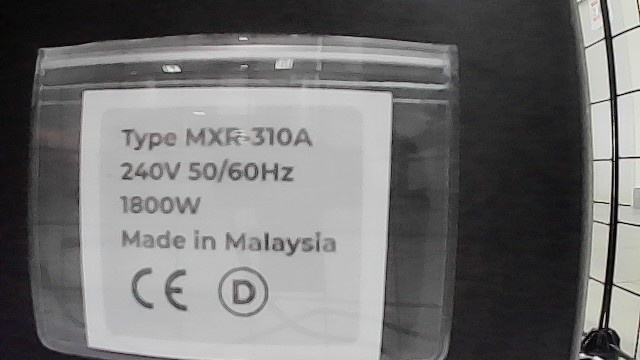 Type MXR-310A
240V 50/60Hz
1800W
Made in Malaysia
CE D